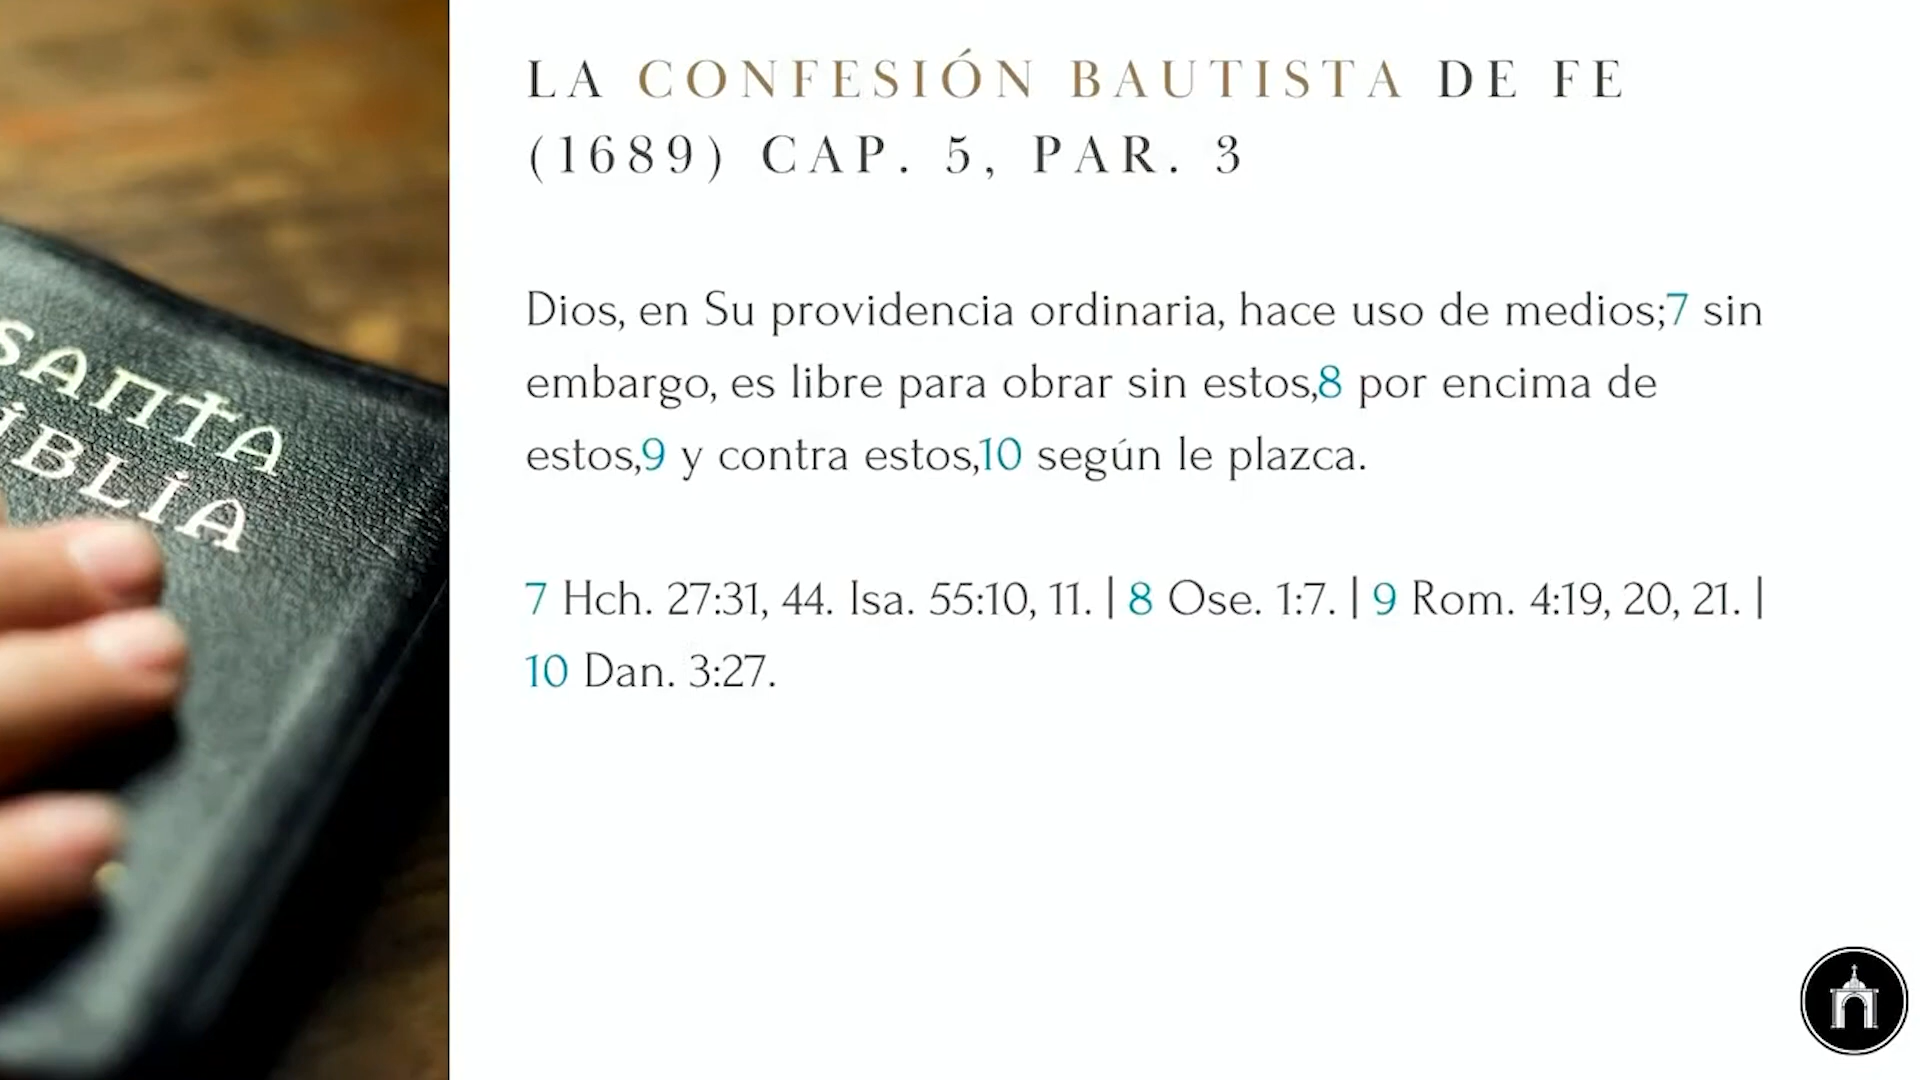 LA CONFESIÓN BAUTISTA DE FE
(1689) CAP. 5, PAR. 3
Dios, en Su providencia ordinaria, hace uso de medios;7 sin
embargo, es libre para obrar sin estos,8 por encima de
estos,9 y contra estos,10 según le plazca.
7 Hch. 27:31, 44. Isa. 55:10, 11. | 8 Ose. 1:7. | 9 Rom. 4:19, 20, 21. |
10 Dan. 3:27.
SANTA
BIBLIA